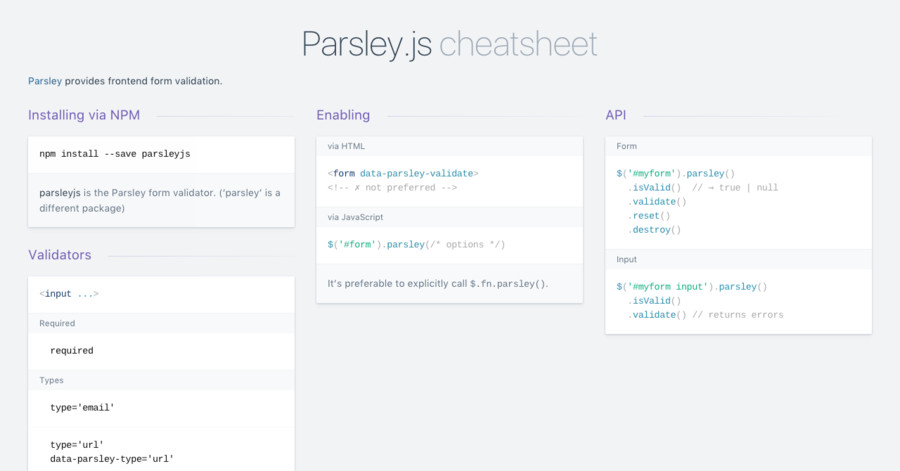 Parsley.js cheatsheet
Parsley provides frontend form validation.
Installing via NPM
npm install --save parsleyjs
parsleyjs is the Parsley form validator. (‘parsley’ is a
different package)
Validators
<input ...>
Required
required
Types
type='email'
type='url'
data-parsley-type='url'
Enabling
via HTML
<form data-parsley-validate>
<!-- ✗ not preferred -->
via JavaScript
$('#form').parsley(/* options */)
It's preferable to explicitly call $.fn.parsley().
API
Form
$('#myform').parsley()
  .isValid()  // → true | null
  .validate()
  .reset()
  .destroy()
Input
$('#myform input').parsley()
  .isValid()
  .validate() // returns errors